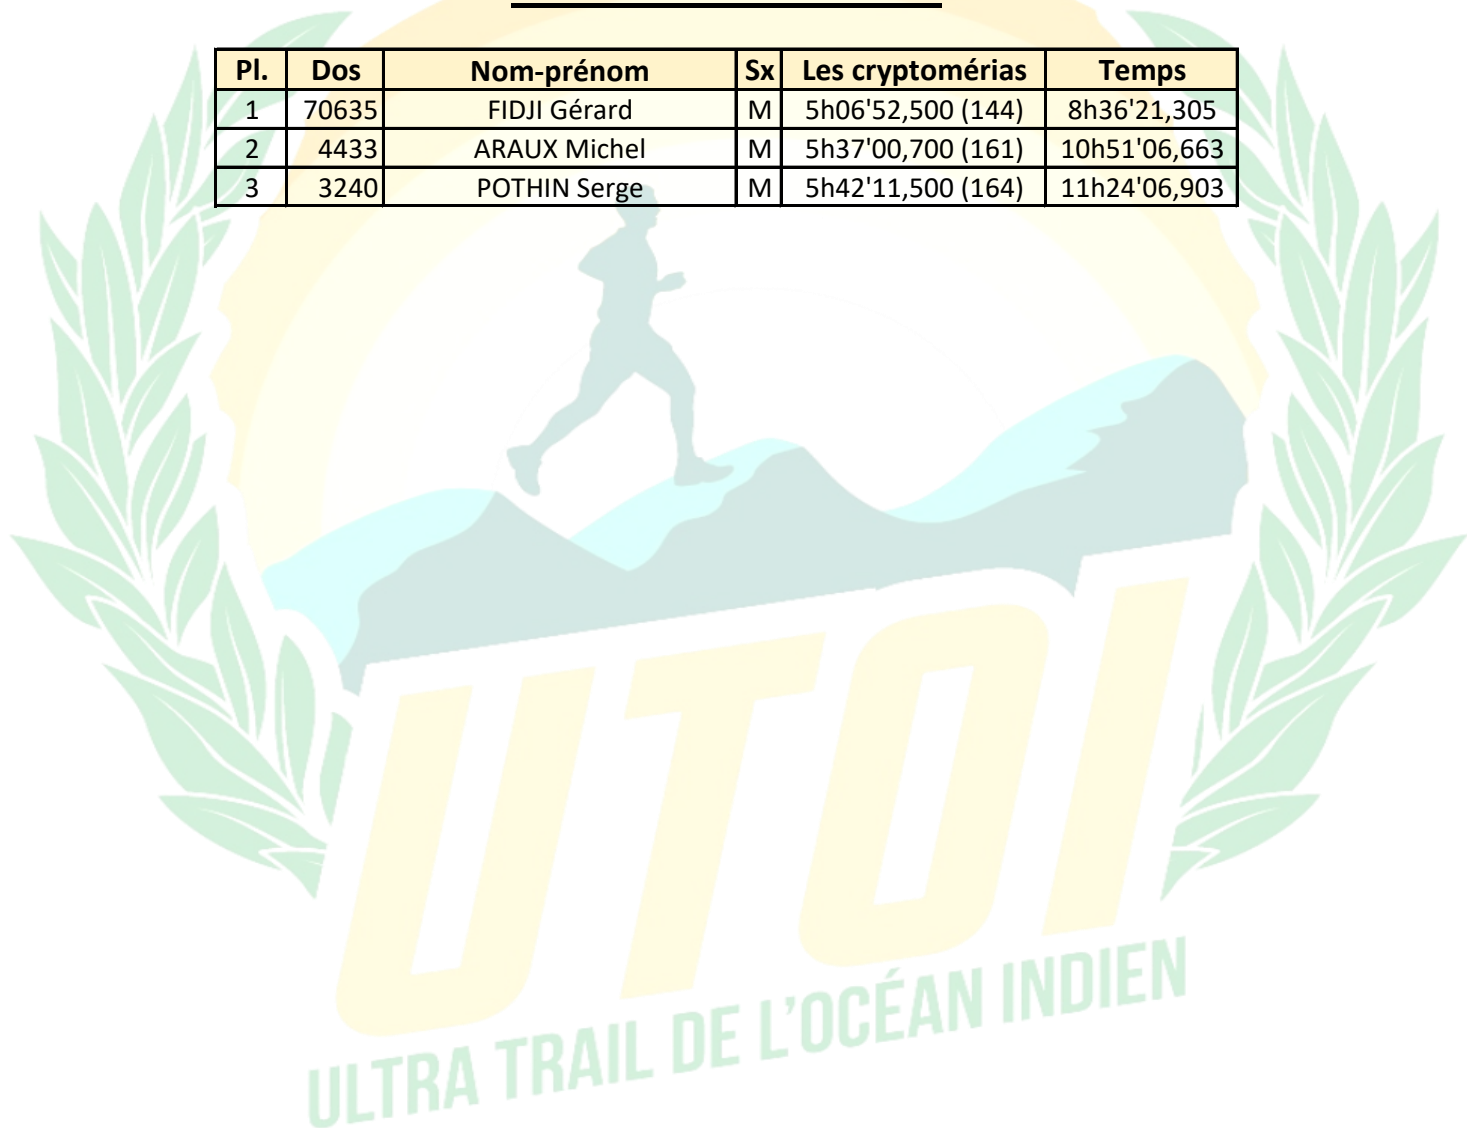 Pl. Dos Nom-prénom Sx Les cryptomérias Temps
1 70635 FIDJI Gérard M 5h06'52,500 (144) 8h36'21,305
2 4433 ARAUX Michel M 5h37'00,700 (161) 10h51'06,663
3 3240 POTHIN Serge M 5h42'11,500 (164) 11h24'06,903
UTOI
ULTRA TRAIL DE L'OCÉAN INDIEN